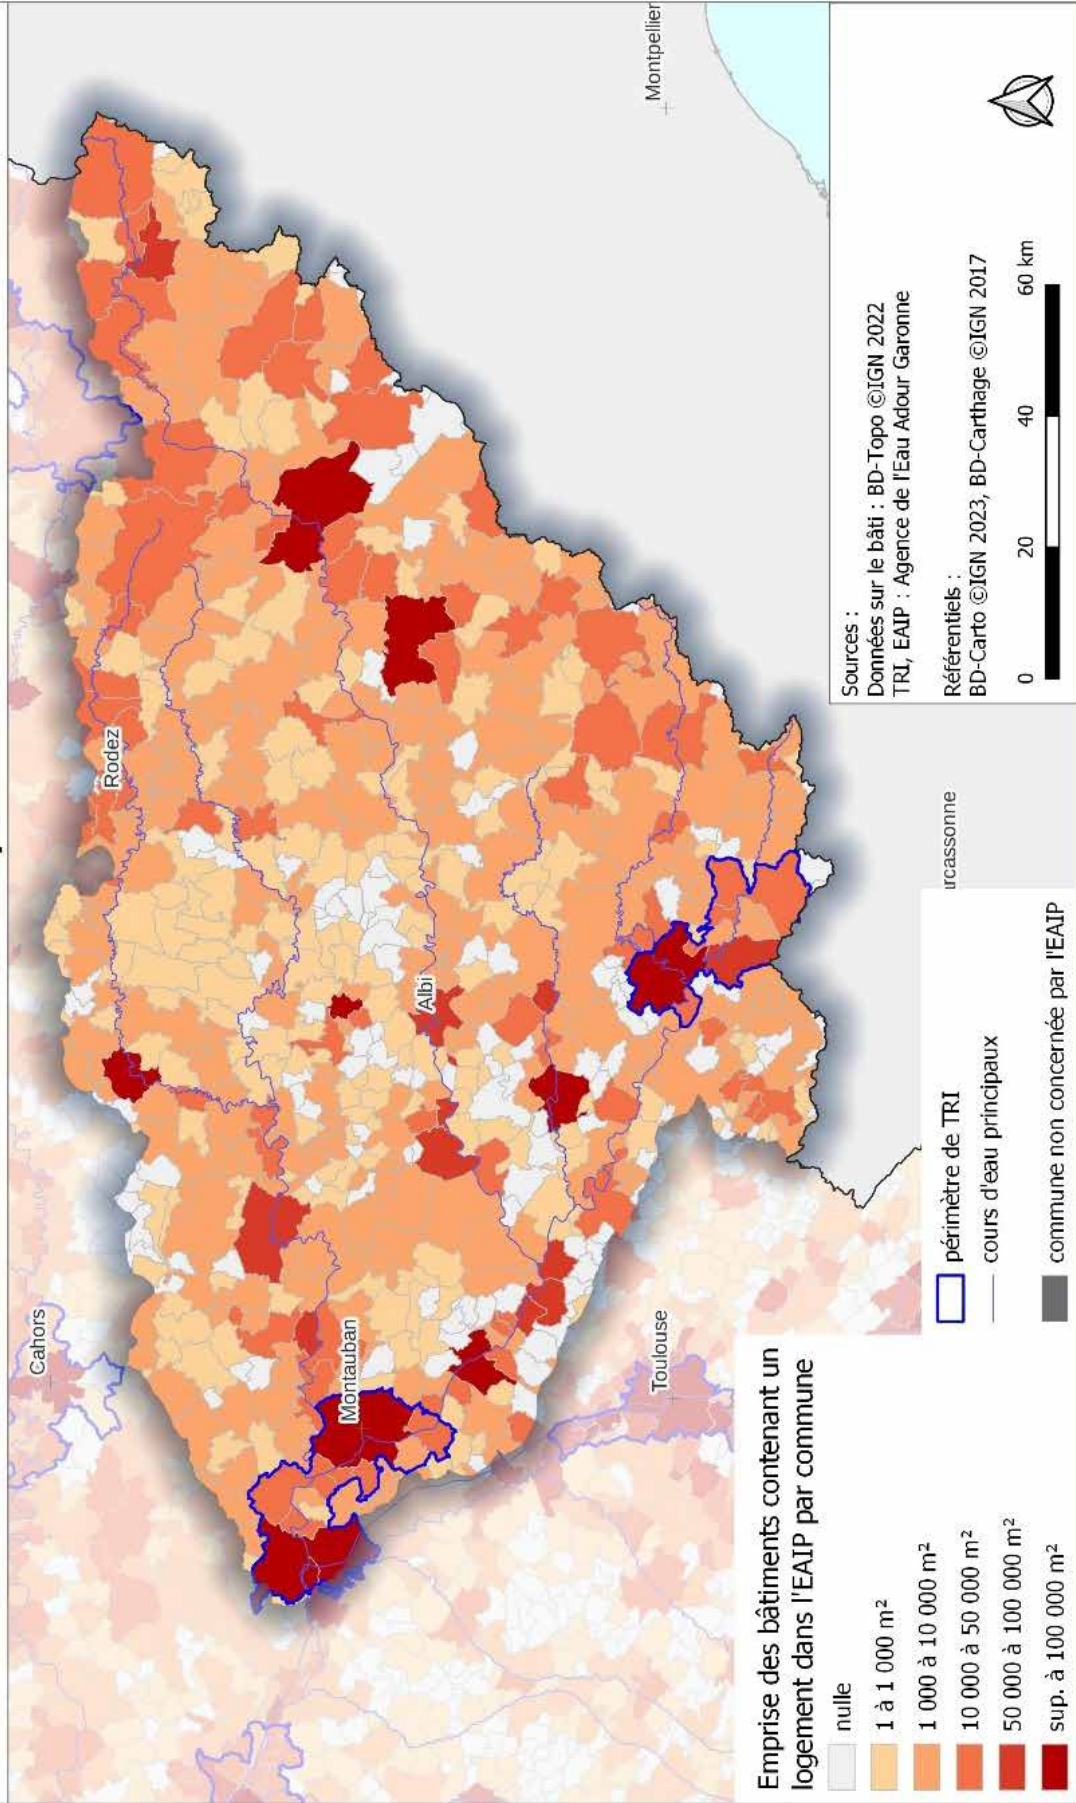 Cahors
Rodez
Montauban
Albi
Toulouse
Montpellier
arcassonne
Emprise des bâtiments contenant un
logement dans l'EAIP par commune
nulle
1 à 1 000 m²
1 000 à 10 000 m²
10 000 à 50 000 m²
50 000 à 100 000 m²
sup. à 100 000 m²
périmètre de TRI
cours d'eau principaux
commune non concernée par l'EAIP
Sources :
Données sur le bâti : BD-Topo ©IGN 2022
TRI, EAIP : Agence de l'Eau Adour Garonne
Référentiels :
BD-Carto ©IGN 2023, BD-Carthage ©IGN 2017
0 20 40 60 km